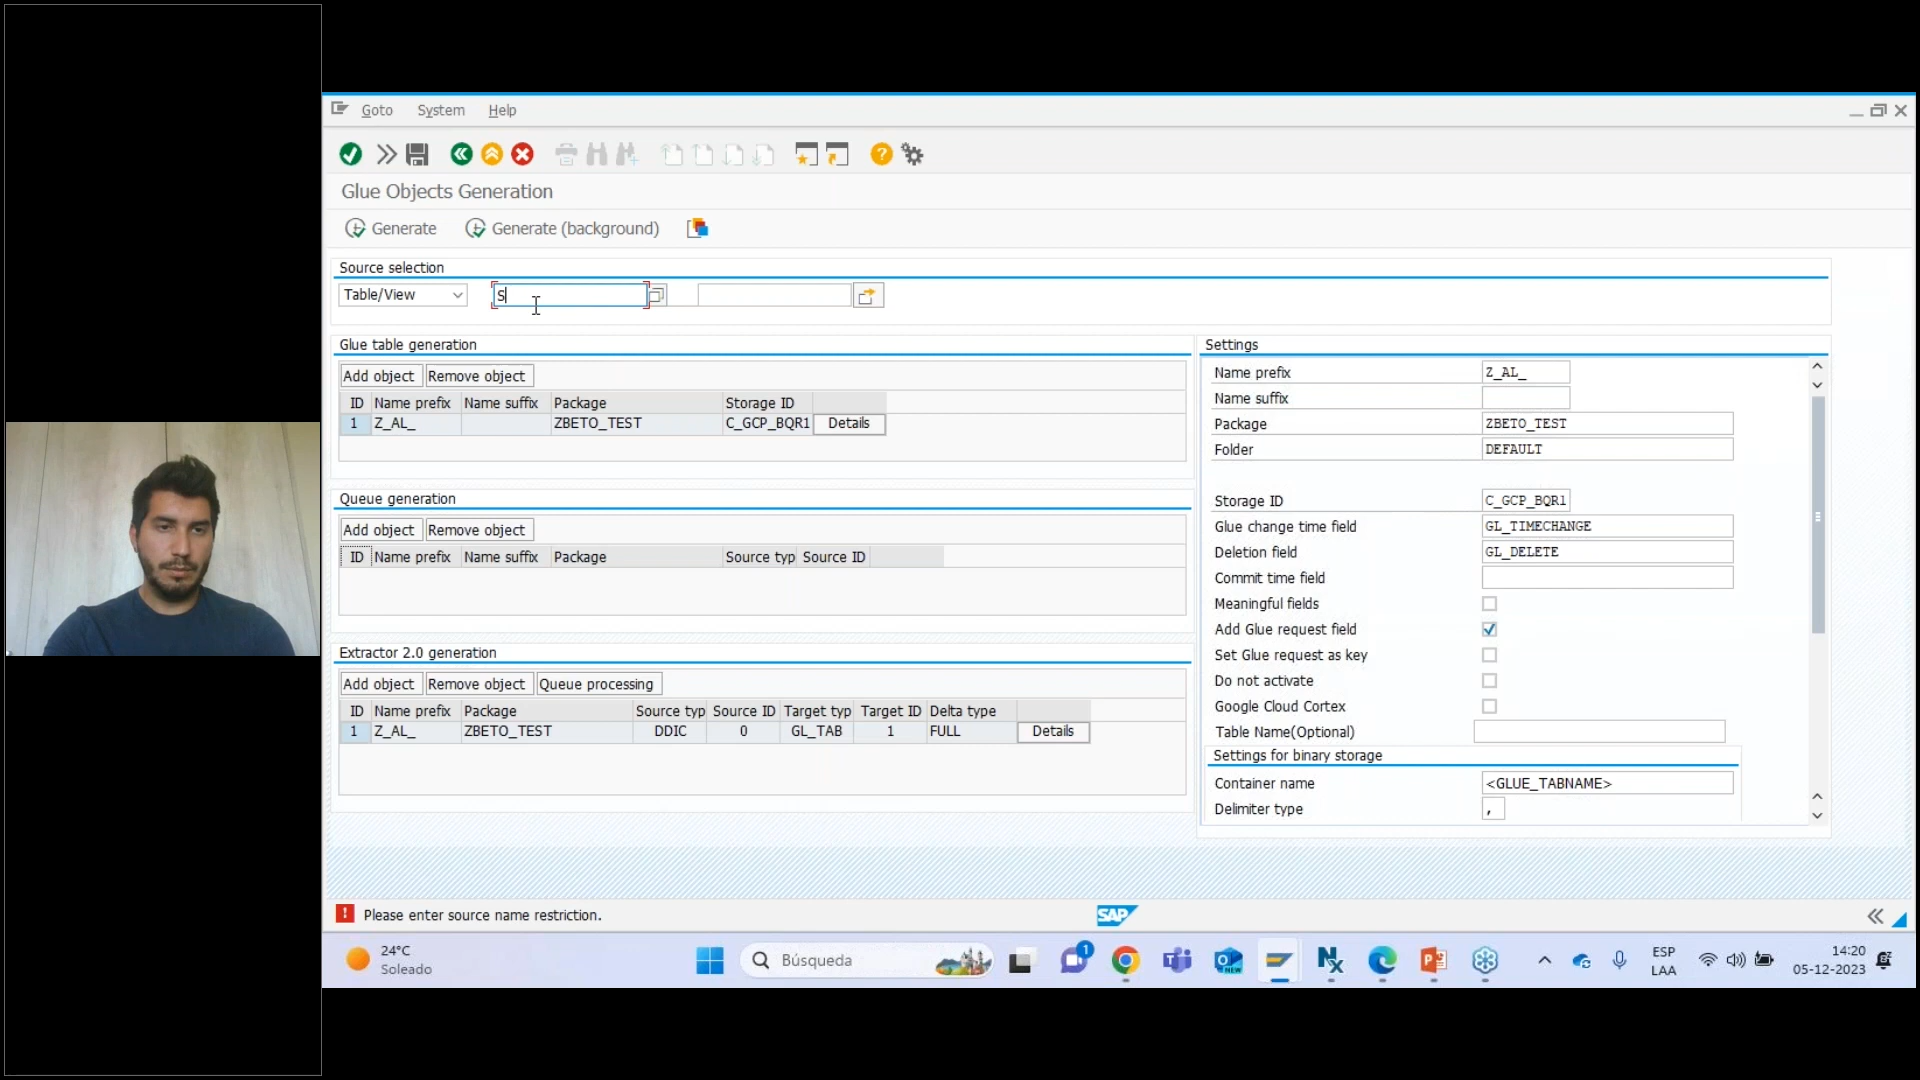 Goto System Help
Glue Objects Generation
Generate Generate (background)
Source selection
Table/View S
Glue table generation
Add object Remove object
ID Name prefix Name suffix Package Storage ID
1 Z_AL_ ZBETO_TEST C_GCP_BQR1 Details
Queue generation
Add object Remove object
ID Name prefix Name suffix Package Source typ Source ID
Extractor 2.0 generation
Add object Remove object Queue processing
ID Name prefix Package Source typ Source ID Target typ Target ID Delta type
1 Z_AL_ ZBETO_TEST DDIC 0 GL_TAB 1 FULL Details
Settings
Name prefix Z_AL_
Name suffix
Package ZBETO_TEST
Folder DEFAULT
Storage ID C_GCP_BQR1
Glue change time field GL_TIMECHANGE
Deletion field GL_DELETE
Commit time field
Meaningful fields
Add Glue request field
Set Glue request as key
Do not activate
Google Cloud Cortex
Table Name(Optional)
Settings for binary storage
Container name <GLUE_TABNAME>
Delimiter type ,
! Please enter source name restriction.
SAP
24°C
Soleado
Búsqueda
1
NEW
ESP
LAA
14:20
05-12-2023